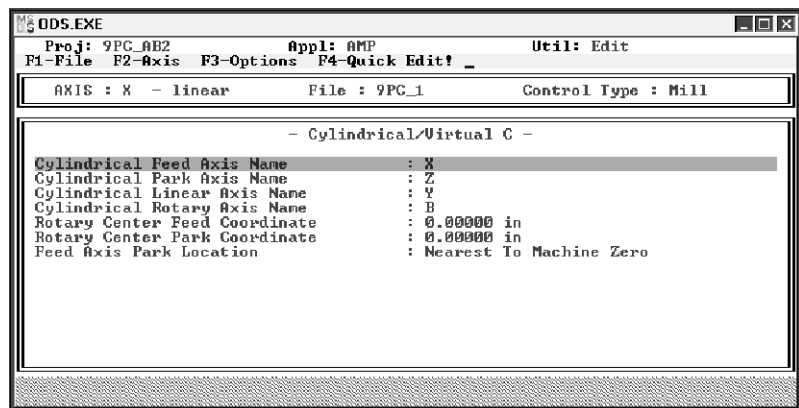 ODS.EXE
Proj: 9PC_AB2 Appl: AMP Util: Edit
F1-File F2-Axis F3-Options F4-Quick Edit! _
AXIS : X - linear File : 9PC_1 Control Type : Mill
- Cylindrical/Virtual C -
Cylindrical Feed Axis Name : X
Cylindrical Park Axis Name : Z
Cylindrical Linear Axis Name : Y
Cylindrical Rotary Axis Name : B
Rotary Center Feed Coordinate : 0.00000 in
Rotary Center Park Coordinate : 0.00000 in
Feed Axis Park Location : Nearest To Machine Zero